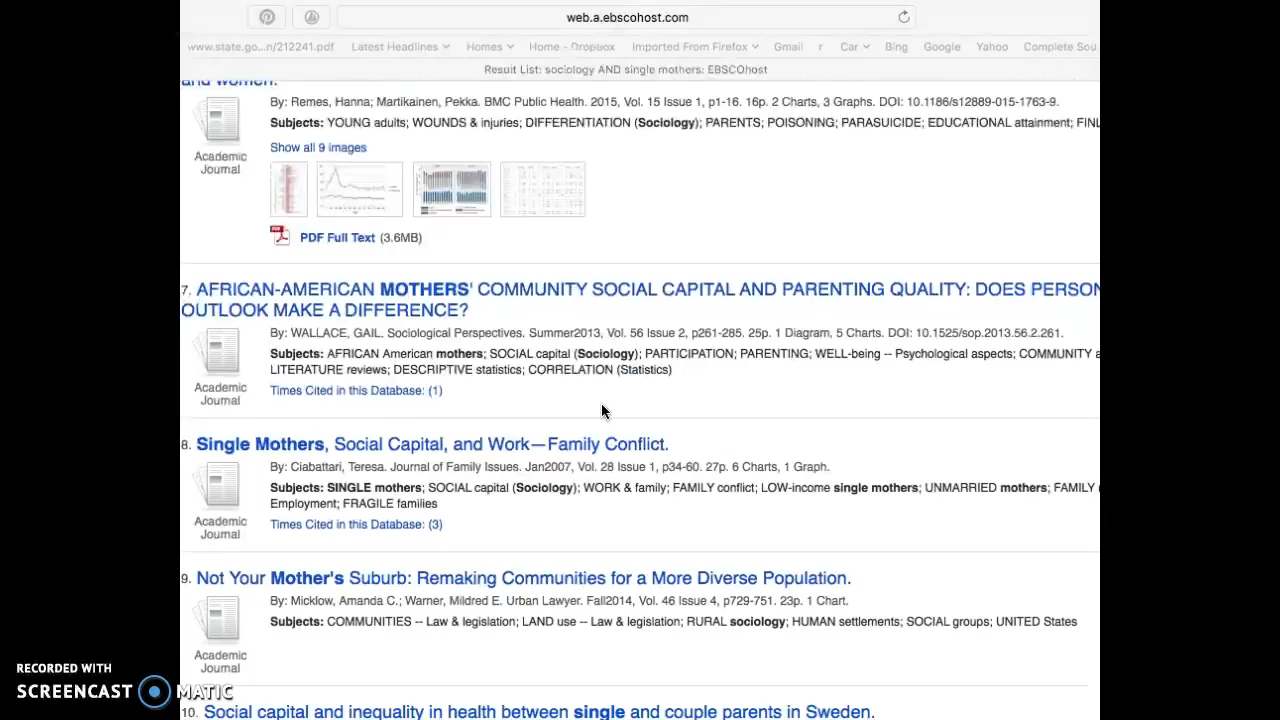 web.a.ebscohost.com
www.state.go...n/212241.pdf Latest Headlines Homes Home - Dropbox Imported From Firefox Gmail r Car Bing Google Yahoo Complete Sou
Result List: sociology AND single mothers: EBSCOhost
and women.
By: Remes, Hanna; Martikainen, Pekka. BMC Public Health. 2015, Vol. 15 Issue 1, p1-16. 16p. 2 Charts, 3 Graphs. DOI: 10.1186/s12889-015-1763-9.
Subjects: YOUNG adults; WOUNDS & injuries; DIFFERENTIATION (Sociology); PARENTS; POISONING; PARASUICIDE; EDUCATIONAL attainment; FINL
Academic
Journal
Show all 9 images
PDF Full Text (3.6MB)
7. AFRICAN-AMERICAN MOTHERS' COMMUNITY SOCIAL CAPITAL AND PARENTING QUALITY: DOES PERSON
OUTLOOK MAKE A DIFFERENCE?
By: WALLACE, GAIL. Sociological Perspectives. Summer2013, Vol. 56 Issue 2, p261-285. 25p. 1 Diagram, 5 Charts. DOI: 10.1525/sop.2013.56.2.261.
Subjects: AFRICAN American mothers; SOCIAL capital (Sociology); PARTICIPATION; PARENTING; WELL-being -- Psychological aspects; COMMUNITY a
LITERATURE reviews; DESCRIPTIVE statistics; CORRELATION (Statistics)
Academic
Journal
Times Cited in this Database: (1)
8. Single Mothers, Social Capital, and Work—Family Conflict.
By: Ciabattari, Teresa. Journal of Family Issues. Jan2007, Vol. 28 Issue 1, p34-60. 27p. 6 Charts, 1 Graph.
Subjects: SINGLE mothers; SOCIAL capital (Sociology); WORK & family; FAMILY conflict; LOW-income single mothers; UNMARRIED mothers; FAMILY
Employment; FRAGILE families
Academic
Journal
Times Cited in this Database: (3)
9. Not Your Mother's Suburb: Remaking Communities for a More Diverse Population.
By: Micklow, Amanda C.; Warner, Mildred E. Urban Lawyer. Fall2014, Vol. 46 Issue 4, p729-751. 23p. 1 Chart.
Subjects: COMMUNITIES -- Law & legislation; LAND use -- Law & legislation; RURAL sociology; HUMAN settlements; SOCIAL groups; UNITED States
Academic
Journal
10. Social capital and inequality in health between single and couple parents in Sweden.
RECORDED WITH
SCREENCAST MATIC